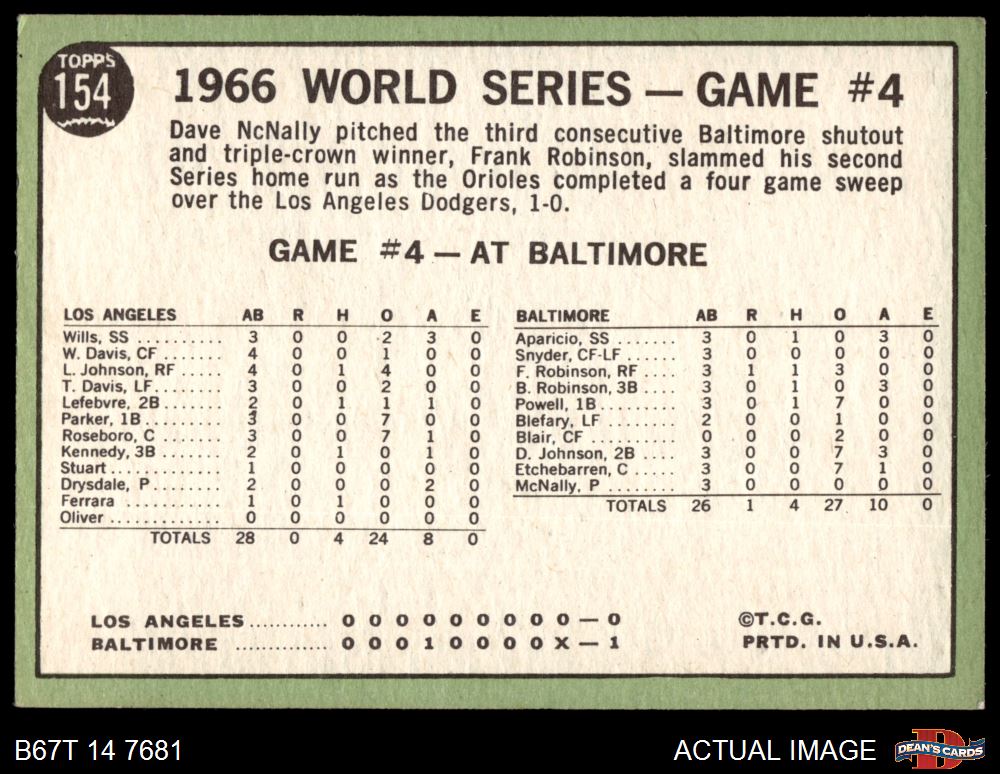 TOPPS
154
1966 WORLD SERIES — GAME #4
Dave NcNally pitched the third consecutive Baltimore shutout
and triple-crown winner, Frank Robinson, slammed his second
Series home run as the Orioles completed a four game sweep
over the Los Angeles Dodgers, 1-0.
GAME #4 — AT BALTIMORE
LOS ANGELES AB R H O A E
Wills, SS .......... 3 0 0 2 3 0
W. Davis, CF ....... 4 0 0 1 0 0
L. Johnson, RF ..... 4 0 1 4 0 0
T. Davis, LF ....... 3 0 0 2 0 0
Lefebvre, 2B ....... 2 0 1 1 1 0
Parker, 1B ......... 3 0 0 7 0 0
Roseboro, C ........ 3 0 0 7 1 0
Kennedy, 3B ........ 2 0 1 0 1 0
Stuart ............. 1 0 0 0 0 0
Drysdale, P ........ 2 0 0 0 2 0
Ferrara ............ 1 0 1 0 0 0
Oliver ............. 0 0 0 0 0 0
TOTALS 28 0 4 24 8 0
BALTIMORE AB R H O A E
Aparicio, SS ....... 3 0 1 0 3 0
Snyder, CF-LF ...... 3 0 0 0 0 0
F. Robinson, RF .... 3 1 1 3 0 0
B. Robinson, 3B .... 3 0 1 0 3 0
Powell, 1B ......... 3 0 1 7 0 0
Blefary, LF ........ 2 0 0 1 0 0
Blair, CF .......... 0 0 0 2 0 0
D. Johnson, 2B ..... 3 0 0 7 3 0
Etchebarren, C ..... 3 0 0 7 1 0
McNally, P ......... 3 0 0 0 0 0
TOTALS 26 1 4 27 10 0
LOS ANGELES ............ 0 0 0 0 0 0 0 0 0 — 0
BALTIMORE .............. 0 0 0 1 0 0 0 0 X — 1
©T.C.G.
PRTD. IN U.S.A.
B67T 14 7681
ACTUAL IMAGE
DEAN'S CARDS